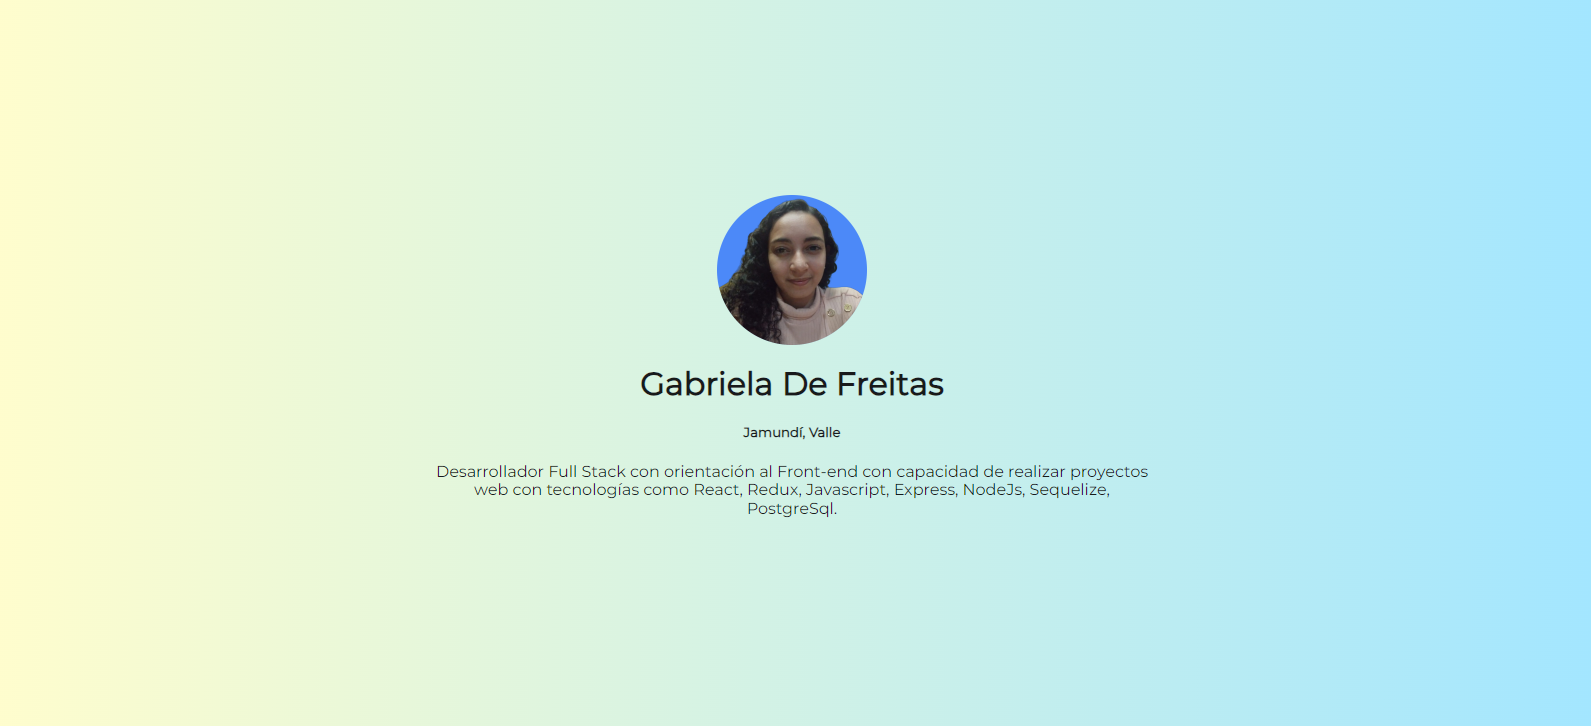 Gabriela De Freitas
Jamundí, Valle
Desarrollador Full Stack con orientación al Front-end con capacidad de realizar proyectos
web con tecnologías como React, Redux, Javascript, Express, NodeJs, Sequelize,
PostgreSql.